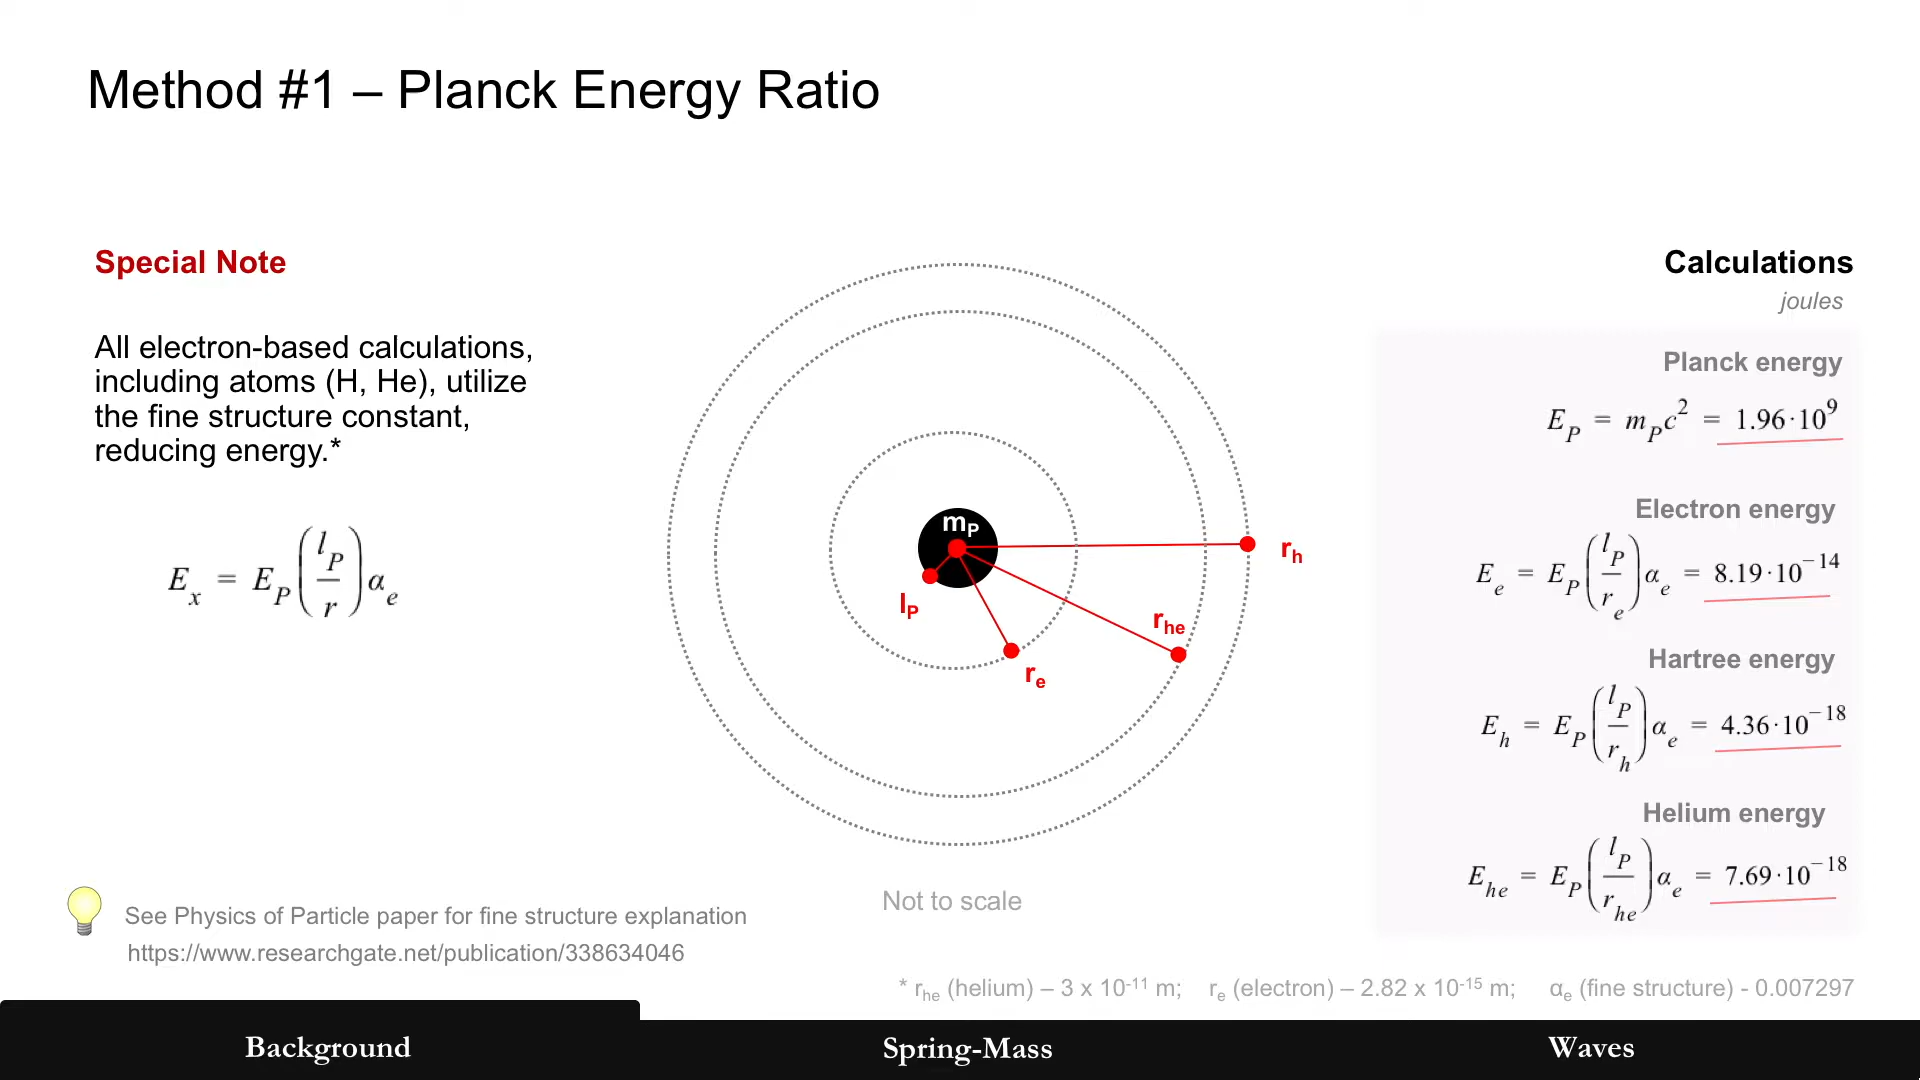 Method #1 – Planck Energy Ratio
Special Note
All electron-based calculations,
including atoms (H, He), utilize
the fine structure constant,
reducing energy.*
Eₓ = E_P (l_P / r) α_e
See Physics of Particle paper for fine structure explanation
https://www.researchgate.net/publication/338634046
m_P
l_P
r_e
r_he
r_h
Not to scale
Calculations
joules
Planck energy
E_P = m_P c² = 1.96·10⁹
Electron energy
E_e = E_P (l_P / r_e) α_e = 8.19·10⁻¹⁴
Hartree energy
E_h = E_P (l_P / r_h) α_e = 4.36·10⁻¹⁸
Helium energy
E_he = E_P (l_P / r_he) α_e = 7.69·10⁻¹⁸
* r_he (helium) – 3 x 10⁻¹¹ m; r_e (electron) – 2.82 x 10⁻¹⁵ m; α_e (fine structure) - 0.007297
Background
Spring-Mass
Waves